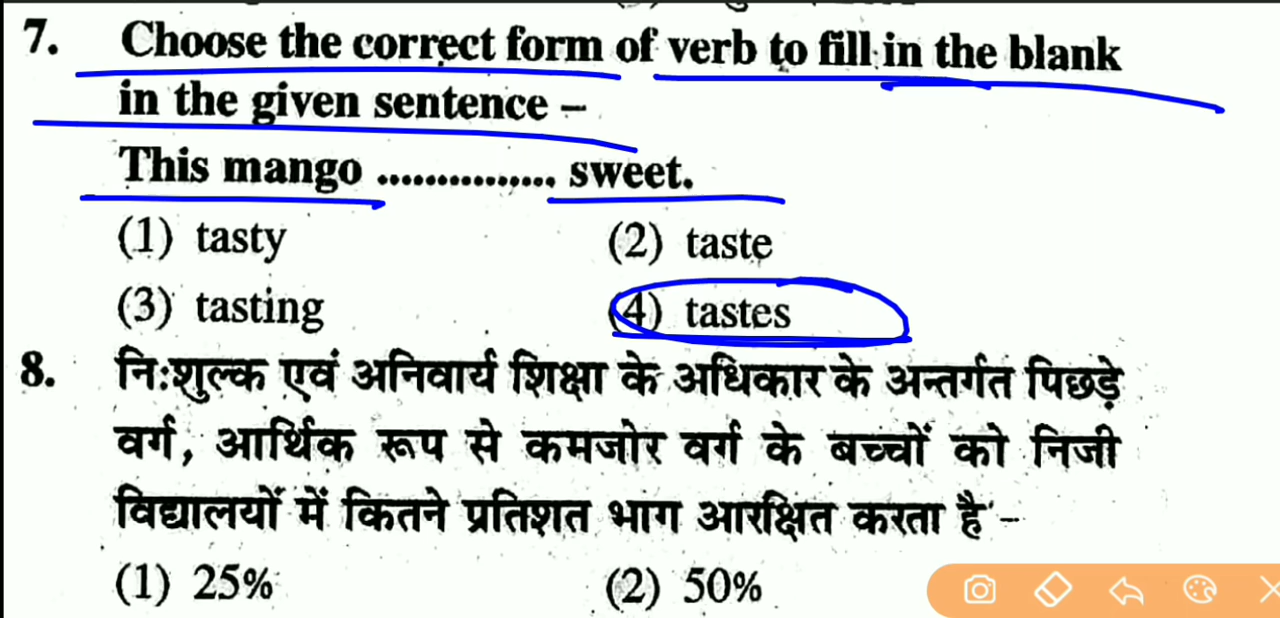 7. Choose the correct form of verb to fill in the blank
in the given sentence –
This mango ............... sweet.
(1) tasty (2) taste
(3) tasting (4) tastes
8. निःशुल्क एवं अनिवार्य शिक्षा के अधिकार के अन्तर्गत पिछड़े
वर्ग, आर्थिक रूप से कमजोर वर्ग के बच्चों को निजी
विद्यालयों में कितने प्रतिशत भाग आरक्षित करता है –
(1) 25% (2) 50%